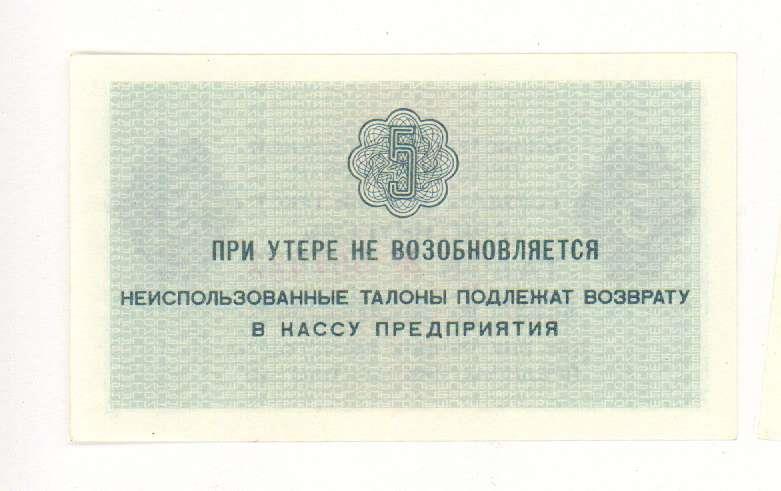 5
ПРИ УТЕРЕ НЕ ВОЗОБНОВЛЯЕТСЯ
НЕИСПОЛЬЗОВАННЫЕ ТАЛОНЫ ПОДЛЕЖАТ ВОЗВРАТУ
В КАССУ ПРЕДПРИЯТИЯ